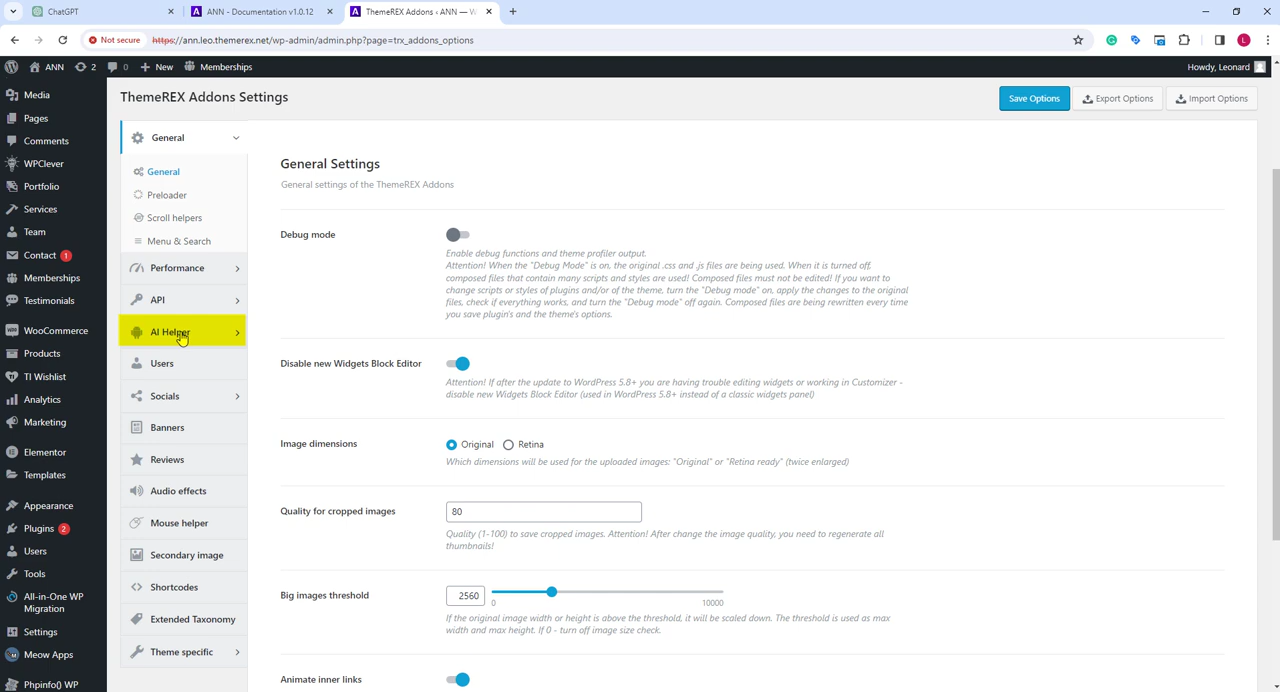 ChatGPT
ANN - Documentation v1.0.12
ThemeREX Addons ‹ ANN — W
Not secure
https://ann.leo.themerex.net/wp-admin/admin.php?page=trx_addons_options
L
ANN
2
0
New
Memberships
Howdy, Leonard
Media
Pages
Comments
WPClever
Portfolio
Services
Team
Contact 1
Memberships
Testimonials
WooCommerce
Products
TI Wishlist
Analytics
Marketing
Elementor
Templates
Appearance
Plugins 2
Users
Tools
All-in-One WP
Migration
Settings
Meow Apps
Phpinfo() WP
ThemeREX Addons Settings
Save Options
Export Options
Import Options
General
General
Preloader
Scroll helpers
Menu & Search
Performance
API
AI Helper
Users
Socials
Banners
Reviews
Audio effects
Mouse helper
Secondary image
Shortcodes
Extended Taxonomy
Theme specific
General Settings
General settings of the ThemeREX Addons
Debug mode
Enable debug functions and theme profiler output.
Attention! When the "Debug Mode" is on, the original .css and .js files are being used. When it is turned off,
composed files that contain many scripts and styles are used! Composed files must not be edited! If you want to
change scripts or styles of plugins and/or of the theme, turn the "Debug mode" on, apply the changes to the original
files, check if everything works, and turn the "Debug mode" off again. Composed files are being rewritten every time
you save plugin's and the theme's options.
Disable new Widgets Block Editor
Attention! If after the update to WordPress 5.8+ you are having trouble editing widgets or working in Customizer -
disable new Widgets Block Editor (used in WordPress 5.8+ instead of a classic widgets panel)
Image dimensions
Original
Retina
Which dimensions will be used for the uploaded images: "Original" or "Retina ready" (twice enlarged)
Quality for cropped images
80
Quality (1-100) to save cropped images. Attention! After change the image quality, you need to regenerate all
thumbnails!
Big images threshold
2560
0
10000
If the original image width or height is above the threshold, it will be scaled down. The threshold is used as max
width and max height. If 0 - turn off image size check.
Animate inner links